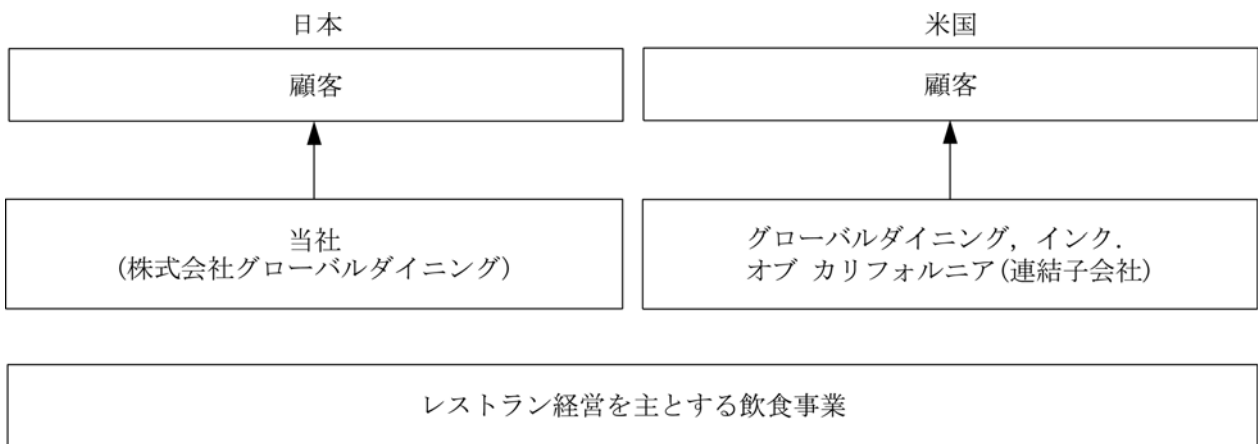 日本
米国
顧客
顧客
当社
(株式会社グローバルダイニング)
グローバルダイニング, インク.
オブ カリフォルニア(連結子会社)
レストラン経営を主とする飲食事業